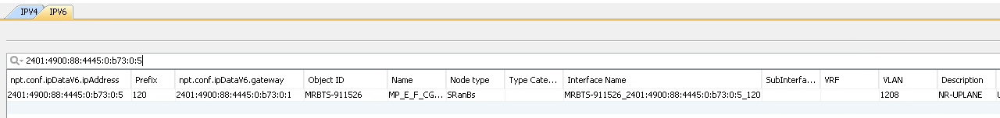 IPV4 IPV6
2401:4900:88:4445:0:b73:0:5
npt.conf.ipDataV6.ipAddress Prefix npt.conf.ipDataV6.gateway Object ID Name Node type Type Cate... Interface Name SubInterfa... VRF VLAN Description
2401:4900:88:4445:0:b73:0:5 120 2401:4900:88:4445:0:b73:0:1 MRBTS-911526 MP_E_F_CG... SRanBs MRBTS-911526_2401:4900:88:4445:0:b73:0:5_120 1208 NR-UPLANE